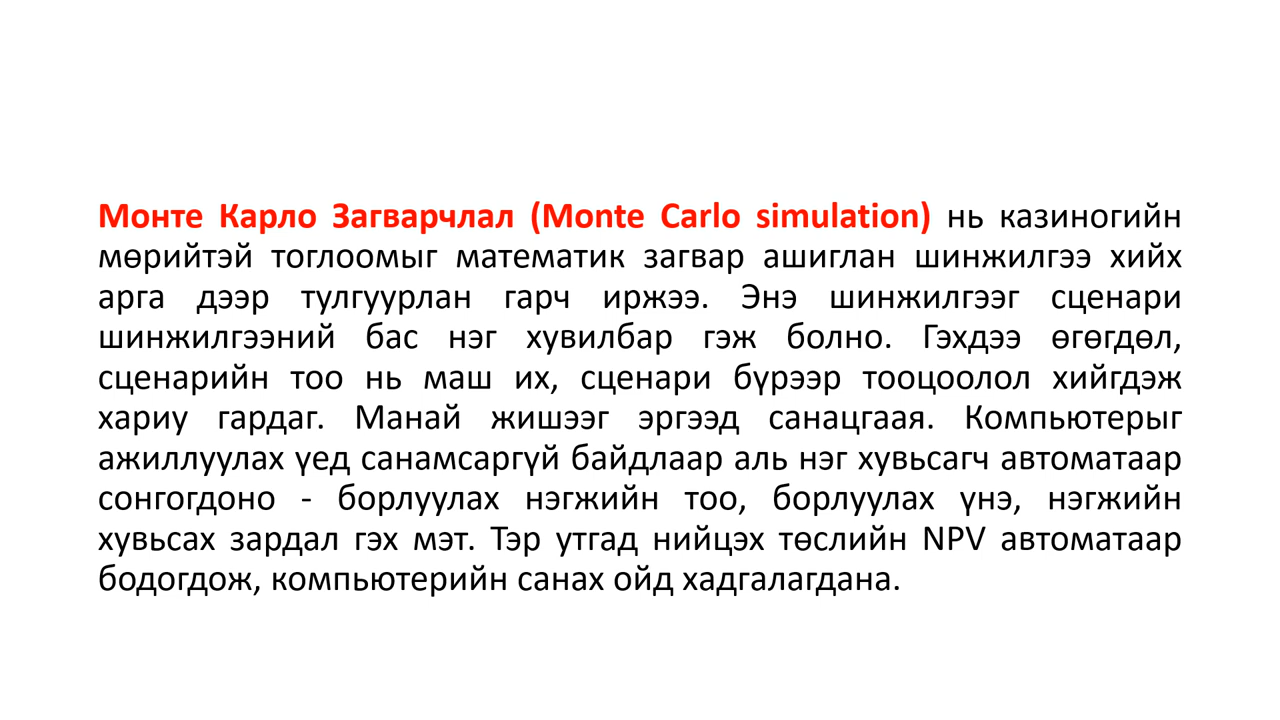 Монте Карло Загварчлал (Monte Carlo simulation) нь казиногийн
мөрийтэй тоглоомыг математик загвар ашиглан шинжилгээ хийх
арга дээр тулгуурлан гарч иржээ. Энэ шинжилгээг сценари
шинжилгээний бас нэг хувилбар гэж болно. Гэхдээ өгөгдөл,
сценарийн тоо нь маш их, сценари бүрээр тооцоолол хийгдэж
хариу гардаг. Манай жишээг эргээд санацгаая. Компьютерыг
ажиллуулах үед санамсаргүй байдлаар аль нэг хувьсагч автоматаар
сонгогдоно - борлуулах нэгжийн тоо, борлуулах үнэ, нэгжийн
хувьсах зардал гэх мэт. Тэр утгад нийцэх төслийн NPV автоматаар
бодогдож, компьютерийн санах ойд хадгалагдана.